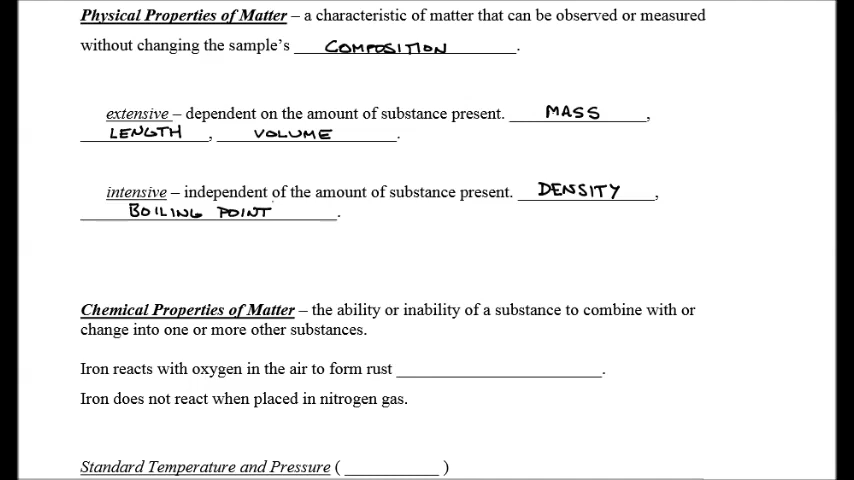 Physical Properties of Matter – a characteristic of matter that can be observed or measured
without changing the sample's COMPOSITION.
extensive – dependent on the amount of substance present. MASS,
LENGTH, VOLUME.
intensive – independent of the amount of substance present. DENSITY,
BOILING POINT.
Chemical Properties of Matter – the ability or inability of a substance to combine with or
change into one or more other substances.
Iron reacts with oxygen in the air to form rust ____________________.
Iron does not react when placed in nitrogen gas.
Standard Temperature and Pressure ( _________ )